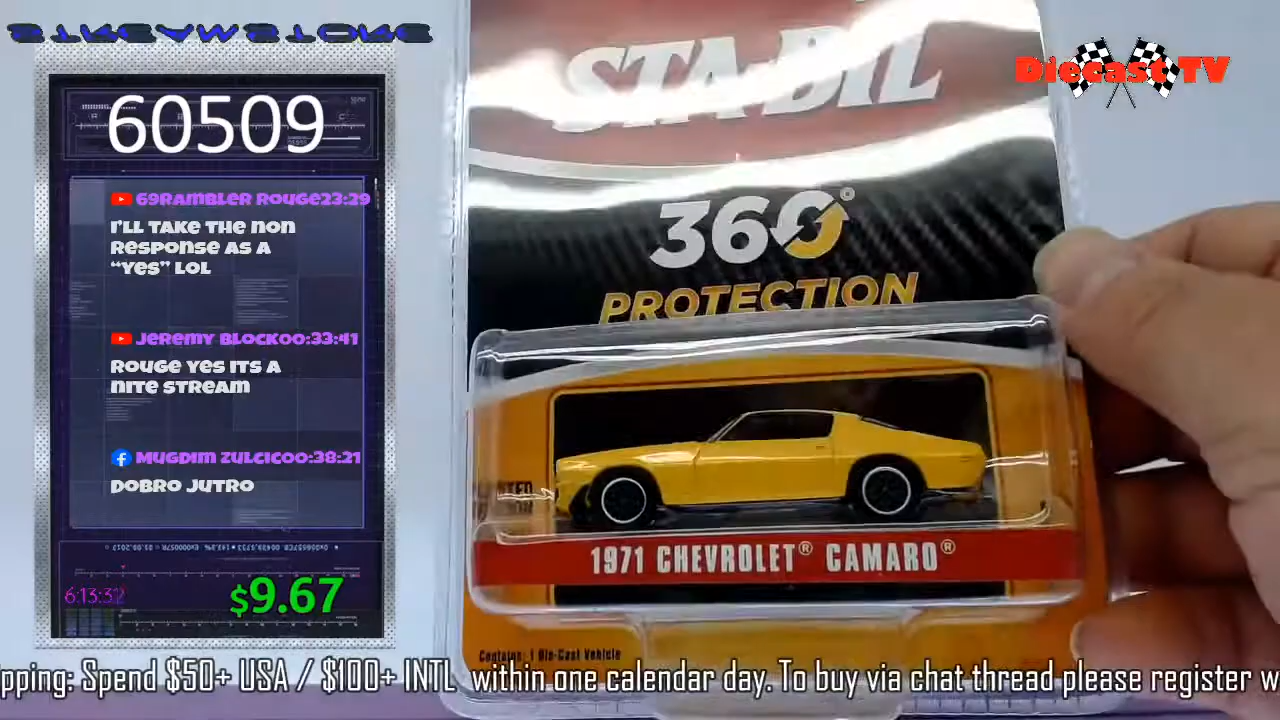 60509
69Rambler Rouge23:29
I'll take the non
response as a
“yes” lol
Jeremy Block00:33:41
Rouge yes its a
nite stream
Mugdim Zulcic00:38:21
Dobro jutro
6:13:32
$9.67
STA-BIL
360°
PROTECTION
1971 CHEVROLET® CAMARO®
Contains: 1 Die-Cast Vehicle
Diecast TV
pping: Spend $50+ USA / $100+ INTL within one calendar day. To buy via chat thread please register w